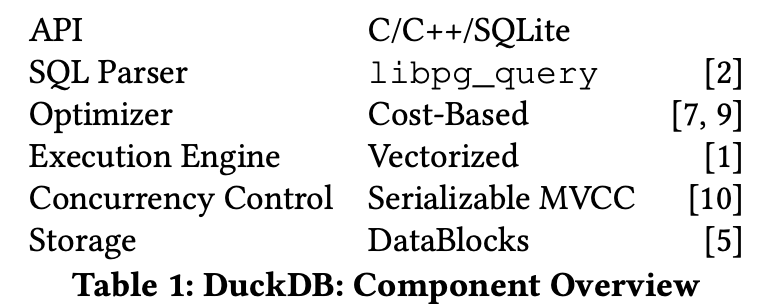 API C/C++/SQLite
SQL Parser libpg_query [2]
Optimizer Cost-Based [7, 9]
Execution Engine Vectorized [1]
Concurrency Control Serializable MVCC [10]
Storage DataBlocks [5]
Table 1: DuckDB: Component Overview